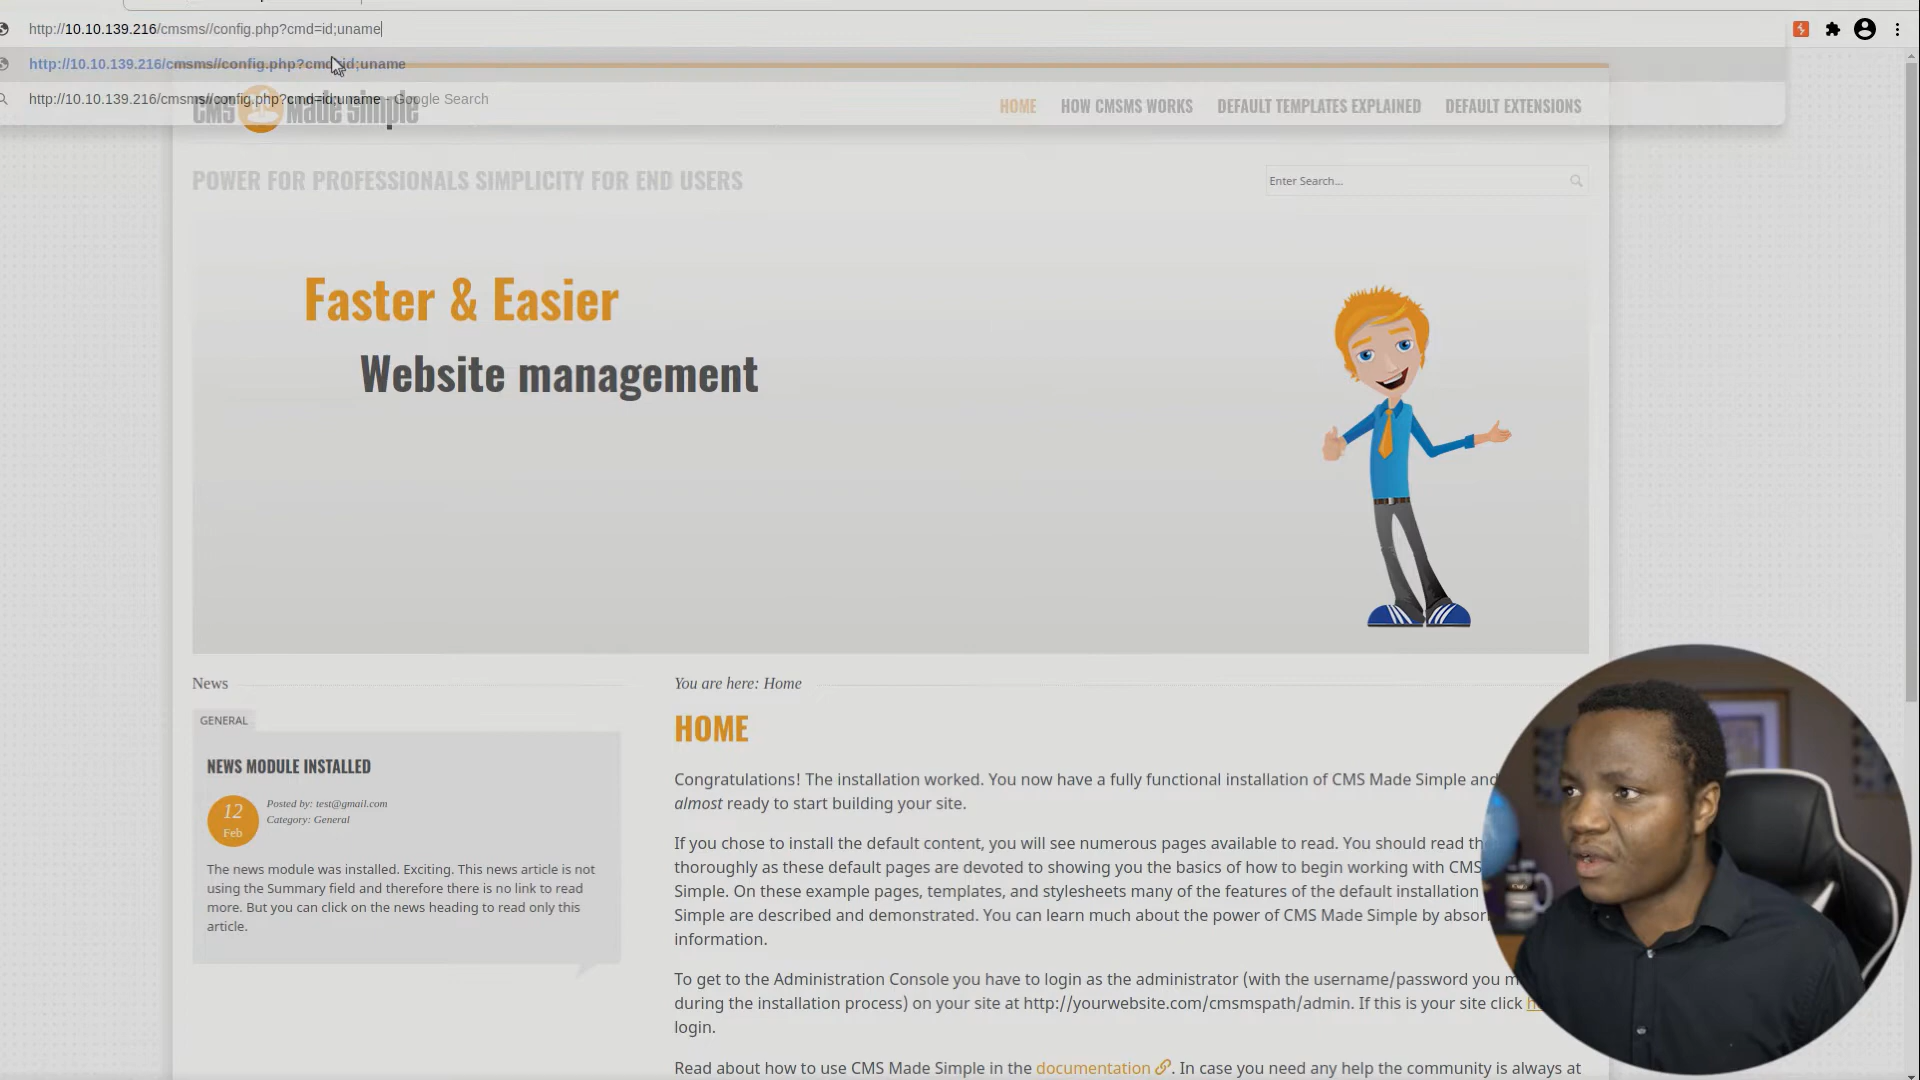 http://10.10.139.216/cmsms//config.php?cmd=id;uname
http://10.10.139.216/cmsms//config.php?cmd=id;uname
http://10.10.139.216/cmsms//config.php?cmd=id;uname - Google Search
CMS made simple
HOME HOW CMSMS WORKS DEFAULT TEMPLATES EXPLAINED DEFAULT EXTENSIONS
POWER FOR PROFESSIONALS SIMPLICITY FOR END USERS
Enter Search...
Faster & Easier
Website management
News
GENERAL
NEWS MODULE INSTALLED
12
Feb
Posted by: test@gmail.com
Category: General
The news module was installed. Exciting. This news article is not
using the Summary field and therefore there is no link to read
more. But you can click on the news heading to read only this
article.
You are here: Home
HOME
Congratulations! The installation worked. You now have a fully functional installation of CMS Made Simple and
almost ready to start building your site.
If you chose to install the default content, you will see numerous pages available to read. You should read th
thoroughly as these default pages are devoted to showing you the basics of how to begin working with CMS
Simple. On these example pages, templates, and stylesheets many of the features of the default installation
Simple are described and demonstrated. You can learn much about the power of CMS Made Simple by absor
information.
To get to the Administration Console you have to login as the administrator (with the username/password you m
during the installation process) on your site at http://yourwebsite.com/cmsmspath/admin. If this is your site click h
login.
Read about how to use CMS Made Simple in the documentation. In case you need any help the community is always at